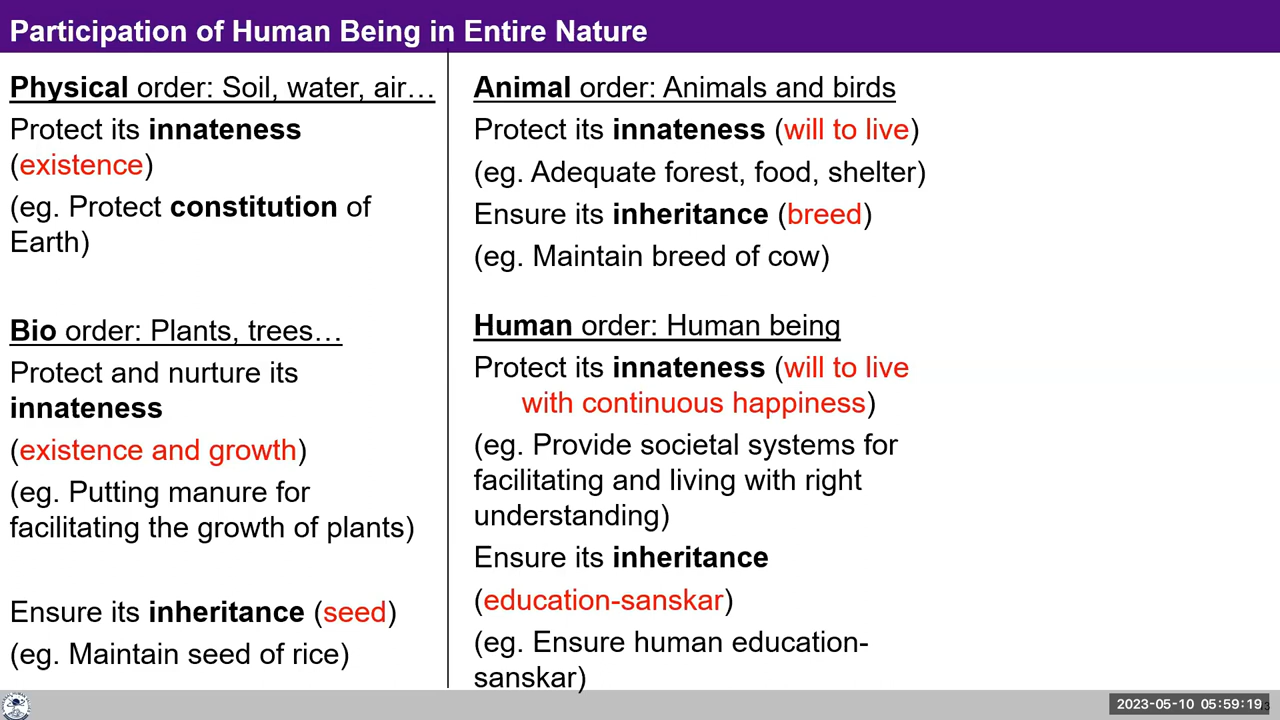 Participation of Human Being in Entire Nature
Physical order: Soil, water, air…
Protect its innateness
(existence)
(eg. Protect constitution of
Earth)
Bio order: Plants, trees…
Protect and nurture its
innateness
(existence and growth)
(eg. Putting manure for
facilitating the growth of plants)
Ensure its inheritance (seed)
(eg. Maintain seed of rice)
Animal order: Animals and birds
Protect its innateness (will to live)
(eg. Adequate forest, food, shelter)
Ensure its inheritance (breed)
(eg. Maintain breed of cow)
Human order: Human being
Protect its innateness (will to live
with continuous happiness)
(eg. Provide societal systems for
facilitating and living with right
understanding)
Ensure its inheritance
(education-sanskar)
(eg. Ensure human education-
sanskar)
2023-05-10 05:59:19